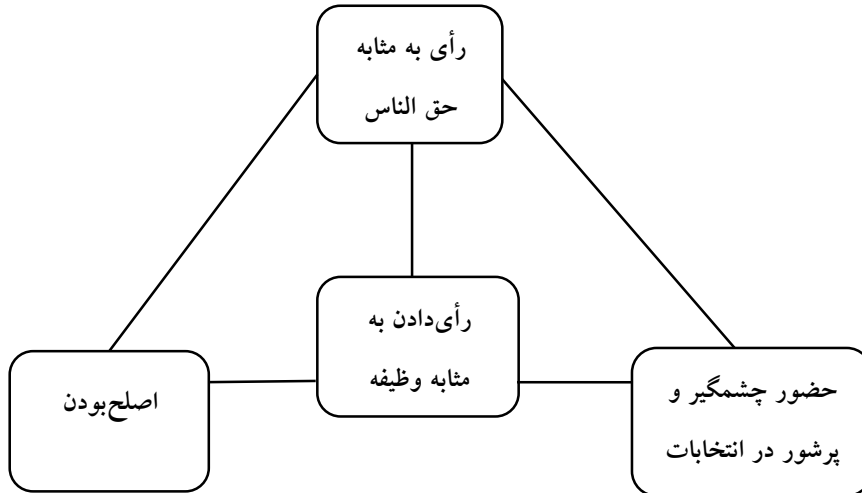 رأی به مثابه
حق الناس
رأی‌دادن به
مثابه وظیفه
حضور چشمگیر و
پرشور در انتخابات
اصلح‌بودن